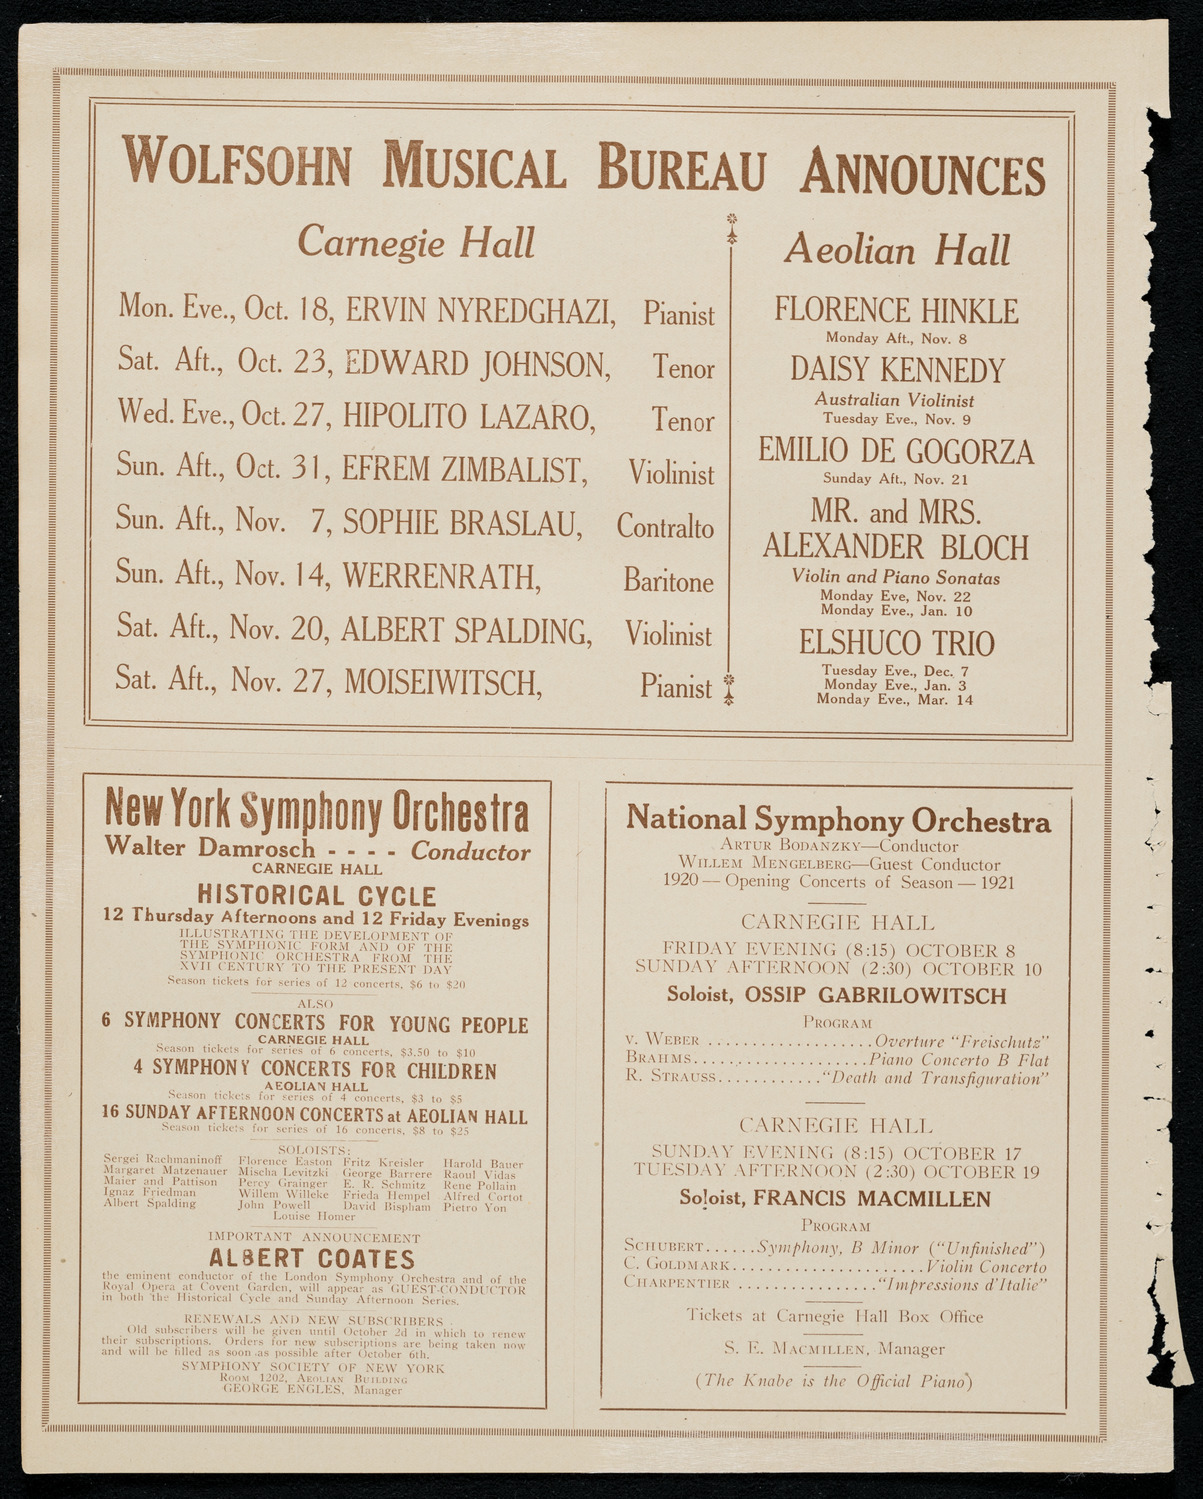 WOLFSOHN MUSICAL BUREAU ANNOUNCES
Carnegie Hall
Mon. Eve., Oct. 18, ERVIN NYREDGHAZI, Pianist
Sat. Aft., Oct. 23, EDWARD JOHNSON, Tenor
Wed. Eve., Oct. 27, HIPOLITO LAZARO, Tenor
Sun. Aft., Oct. 31, EFREM ZIMBALIST, Violinist
Sun. Aft., Nov. 7, SOPHIE BRASLAU, Contralto
Sun. Aft., Nov. 14, WERRENRATH, Baritone
Sat. Aft., Nov. 20, ALBERT SPALDING, Violinist
Sat. Aft., Nov. 27, MOISEIWITSCH, Pianist
Aeolian Hall
FLORENCE HINKLE
Monday Aft., Nov. 8
DAISY KENNEDY
Australian Violinist
Tuesday Eve., Nov. 9
EMILIO DE GOGORZA
Sunday Aft., Nov. 21
MR. and MRS.
ALEXANDER BLOCH
Violin and Piano Sonatas
Monday Eve, Nov. 22
Monday Eve., Jan. 10
ELSHUCO TRIO
Tuesday Eve., Dec. 7
Monday Eve., Jan. 3
Monday Eve., Mar. 14
New York Symphony Orchestra
Walter Damrosch - - - - Conductor
CARNEGIE HALL
HISTORICAL CYCLE
12 Thursday Afternoons and 12 Friday Evenings
ILLUSTRATING THE DEVELOPMENT OF
THE SYMPHONIC FORM AND OF THE
SYMPHONIC ORCHESTRA FROM THE
XVII CENTURY TO THE PRESENT DAY
Season tickets for series of 12 concerts, $6 to $20
ALSO
6 SYMPHONY CONCERTS FOR YOUNG PEOPLE
CARNEGIE HALL
Season tickets for series of 6 concerts, $3.50 to $10
4 SYMPHONY CONCERTS FOR CHILDREN
AEOLIAN HALL
Season tickets for series of 4 concerts, $3 to $5
16 SUNDAY AFTERNOON CONCERTS at AEOLIAN HALL
Season tickets for series of 16 concerts, $8 to $25
SOLOISTS:
Sergei Rachmaninoff Florence Easton Fritz Kreisler Harold Bauer
Margaret Matzenauer Mischa Levitzki George Barrère Raoul Vidas
Maier and Pattison Percy Grainger E. R. Schmitz Rene Pollain
Ignaz Friedman Willem Willeke Frieda Hempel Alfred Cortot
Albert Spalding John Powell David Bispham Pietro Yon
Louise Homer
IMPORTANT ANNOUNCEMENT
ALBERT COATES
the eminent conductor of the London Symphony Orchestra and of the
Royal Opera at Covent Garden, will appear as GUEST-CONDUCTOR
in both the Historical Cycle and Sunday Afternoon Series.
RENEWALS AND NEW SUBSCRIBERS
Old subscribers will be given until October 2d in which to renew
their subscriptions. Orders for new subscriptions are being taken now
and will be filled as soon as possible after October 6th.
SYMPHONY SOCIETY OF NEW YORK
ROOM 1202, AEOLIAN BUILDING
GEORGE ENGLES, Manager
National Symphony Orchestra
ARTUR BODANZKY—Conductor
WILLEM MENGELBERG—Guest Conductor
1920 — Opening Concerts of Season — 1921
CARNEGIE HALL
FRIDAY EVENING (8:15) OCTOBER 8
SUNDAY AFTERNOON (2:30) OCTOBER 10
Soloist, OSSIP GABRILOWITSCH
PROGRAM
V. WEBER ..................Overture "Freischutz"
BRAHMS....................Piano Concerto B Flat
R. STRAUSS............"Death and Transfiguration"
CARNEGIE HALL
SUNDAY EVENING (8:15) OCTOBER 17
TUESDAY AFTERNOON (2:30) OCTOBER 19
Soloist, FRANCIS MACMILLEN
PROGRAM
SCHUBERT......Symphony, B Minor ("Unfinished")
C. GOLDMARK......................Violin Concerto
CHARPENTIER ................"Impressions d'Italie"
Tickets at Carnegie Hall Box Office
S. E. MACMILLEN, Manager
(The Knabe is the Official Piano)